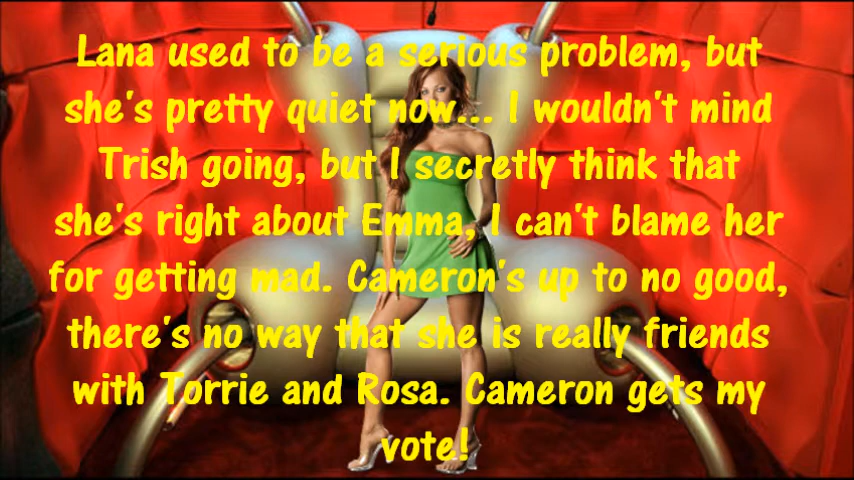 Lana used to be a serious problem, but
she's pretty quiet now... I wouldn't mind
Trish going, but I secretly think that
she's right about Emma, I can't blame her
for getting mad. Cameron's up to no good,
there's no way that she is really friends
with Torrie and Rosa. Cameron gets my
vote!